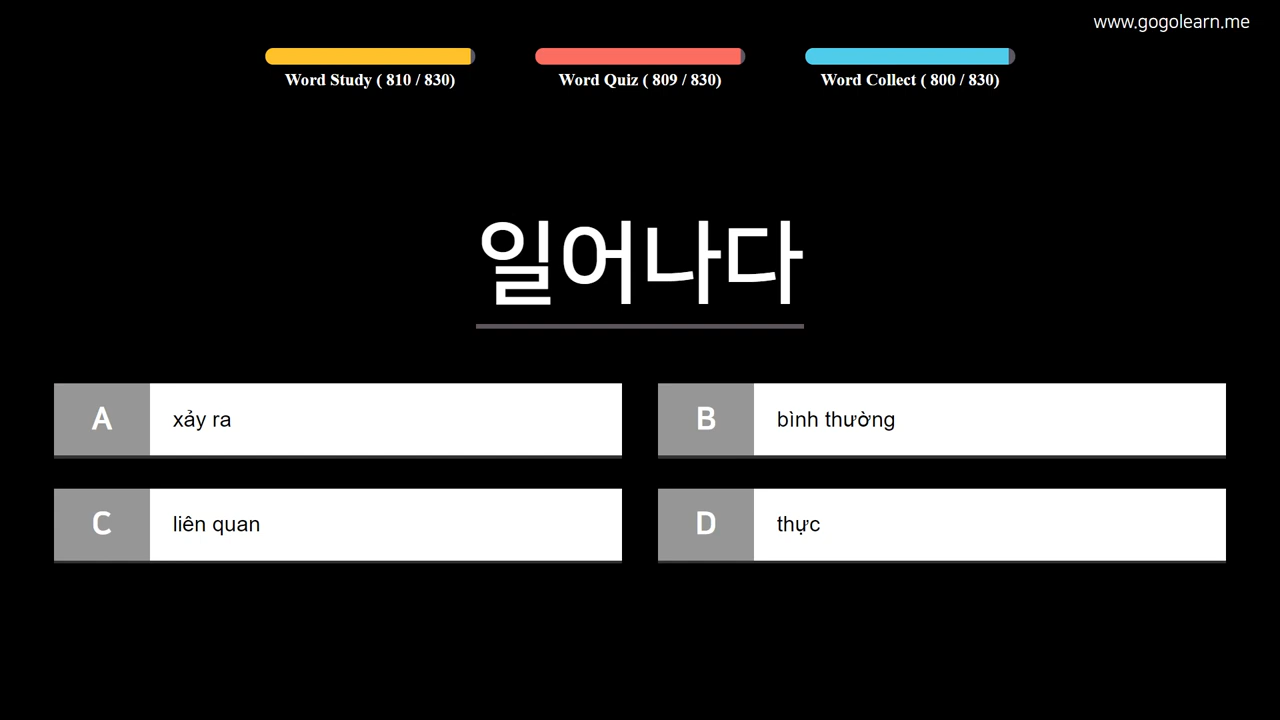 www.gogolearn.me
Word Study ( 810 / 830)
Word Quiz ( 809 / 830)
Word Collect ( 800 / 830)
일어나다
A xảy ra
B bình thường
C liên quan
D thực